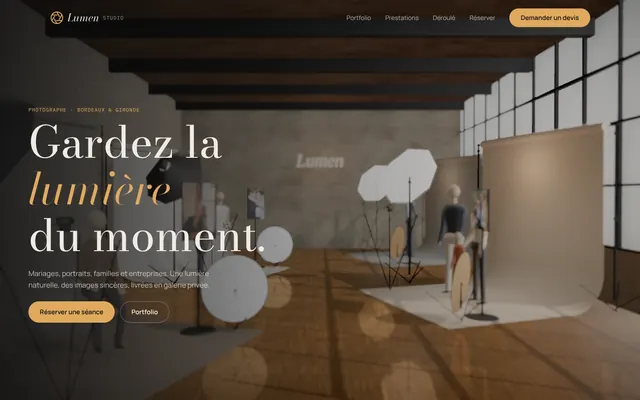 Lumen STUDIO
Portfolio Prestations Déroulé Réserver Demander un devis
PHOTOGRAPHE · BORDEAUX & GIRONDE
Gardez la
lumière
du moment.
Lumen
Mariages, portraits, familles et entreprises. Une lumière
naturelle, des images sincères, livrées en galerie privée.
Réserver une séance Portfolio